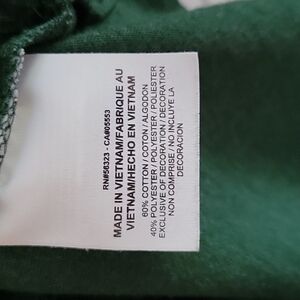 RN#56323 - CA#05553
MADE IN VIETNAM/FABRIQUE AU
VIETNAM/HECHO EN VIETNAM
60% COTTON / COTON / ALGODON
40% POLYESTER / POLYESTER / POLIESTER
EXCLUSIVE OF DECORATION / DECORATION
NON COMPRISE / NO INCLUYE LA
DECORACION